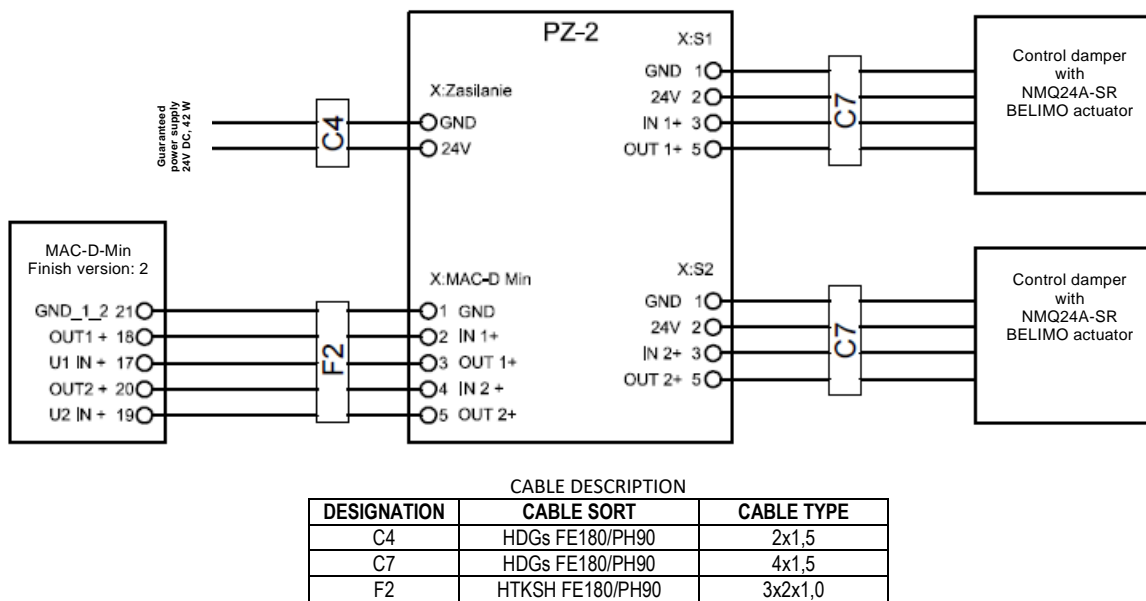 PZ-2
X:Zasilanie
GND
24V
C4
Guaranteed
power supply
24V DC, 42 W
X:S1
GND 1
24V 2
IN 1+ 3
OUT 1+ 5
C7
Control damper
with
NMQ24A-SR
BELIMO actuator
MAC-D-Min
Finish version: 2
GND_1_2 21
OUT1 + 18
U1 IN + 17
OUT2 + 20
U2 IN + 19
F2
X:MAC-D Min
1 GND
2 IN 1+
3 OUT 1+
4 IN 2 +
5 OUT 2+
X:S2
GND 1
24V 2
IN 2+ 3
OUT 2+ 5
C7
Control damper
with
NMQ24A-SR
BELIMO actuator
CABLE DESCRIPTION
DESIGNATION CABLE SORT CABLE TYPE
C4 HDGs FE180/PH90 2x1,5
C7 HDGs FE180/PH90 4x1,5
F2 HTKSH FE180/PH90 3x2x1,0